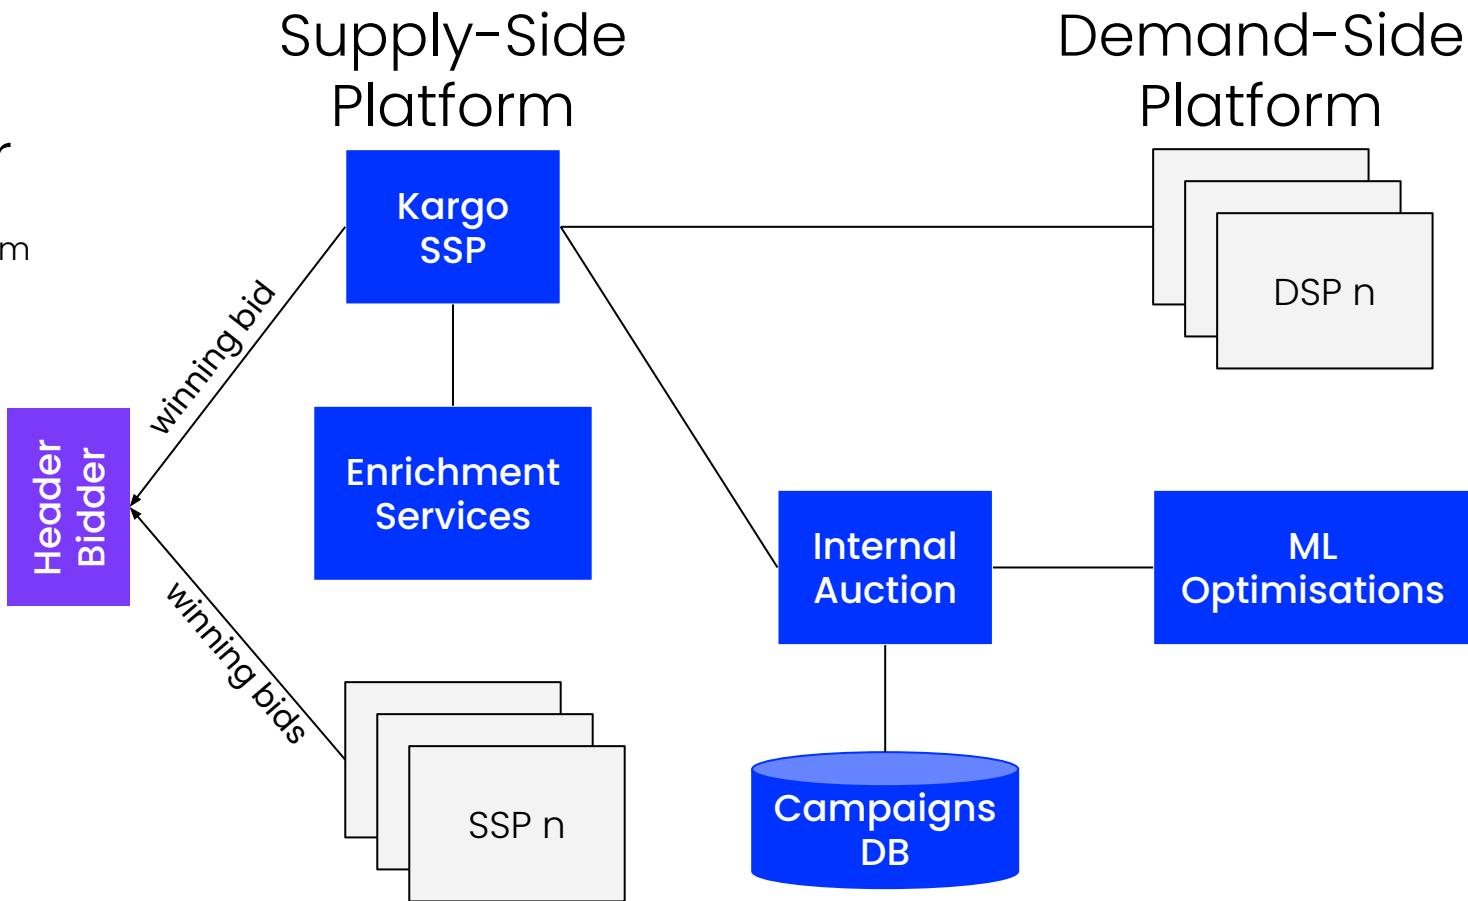 Supply-Side
Platform
Demand-Side
Platform
r
m
Kargo
SSP
DSP n
winning bid
Header
Bidder
Enrichment
Services
Internal
Auction
ML
Optimisations
winning bids
SSP n
Campaigns
DB